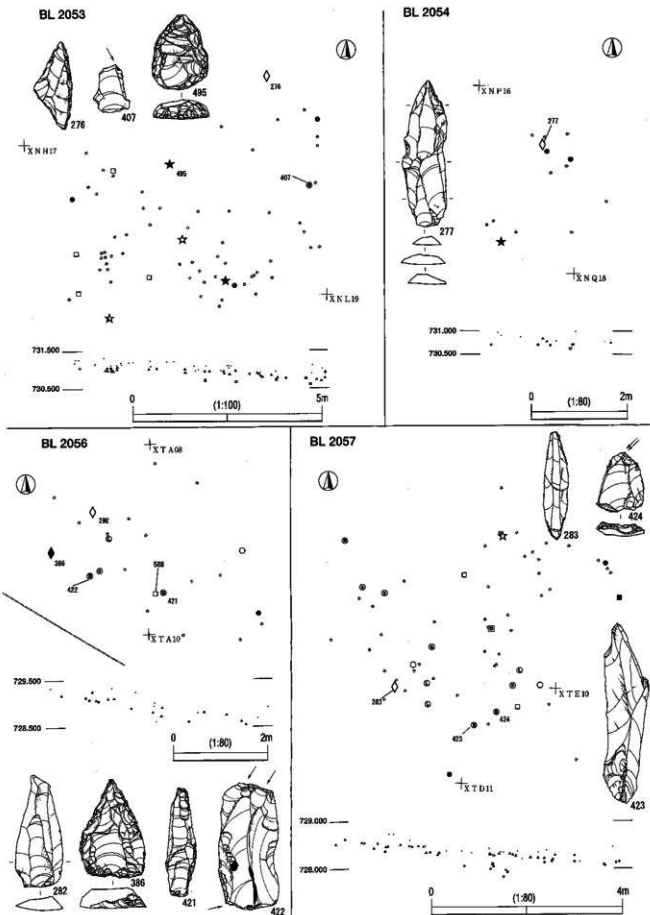 BL 2053
276
407
495
276
XNH17
495
407
XNL19
731.500
730.500
0
(1:100)
5m
BL 2054
XNP16
277
277
XNQ18
731.000
730.500
0
(1:80)
2m
BL 2056
XTA08
282
386
422
588
421
XTA10
729.500
728.500
0
(1:80)
2m
282
386
421
422
BL 2057
283
424
283
XTE10
424
423
XTD11
423
729.000
728.000
0
(1:80)
4m